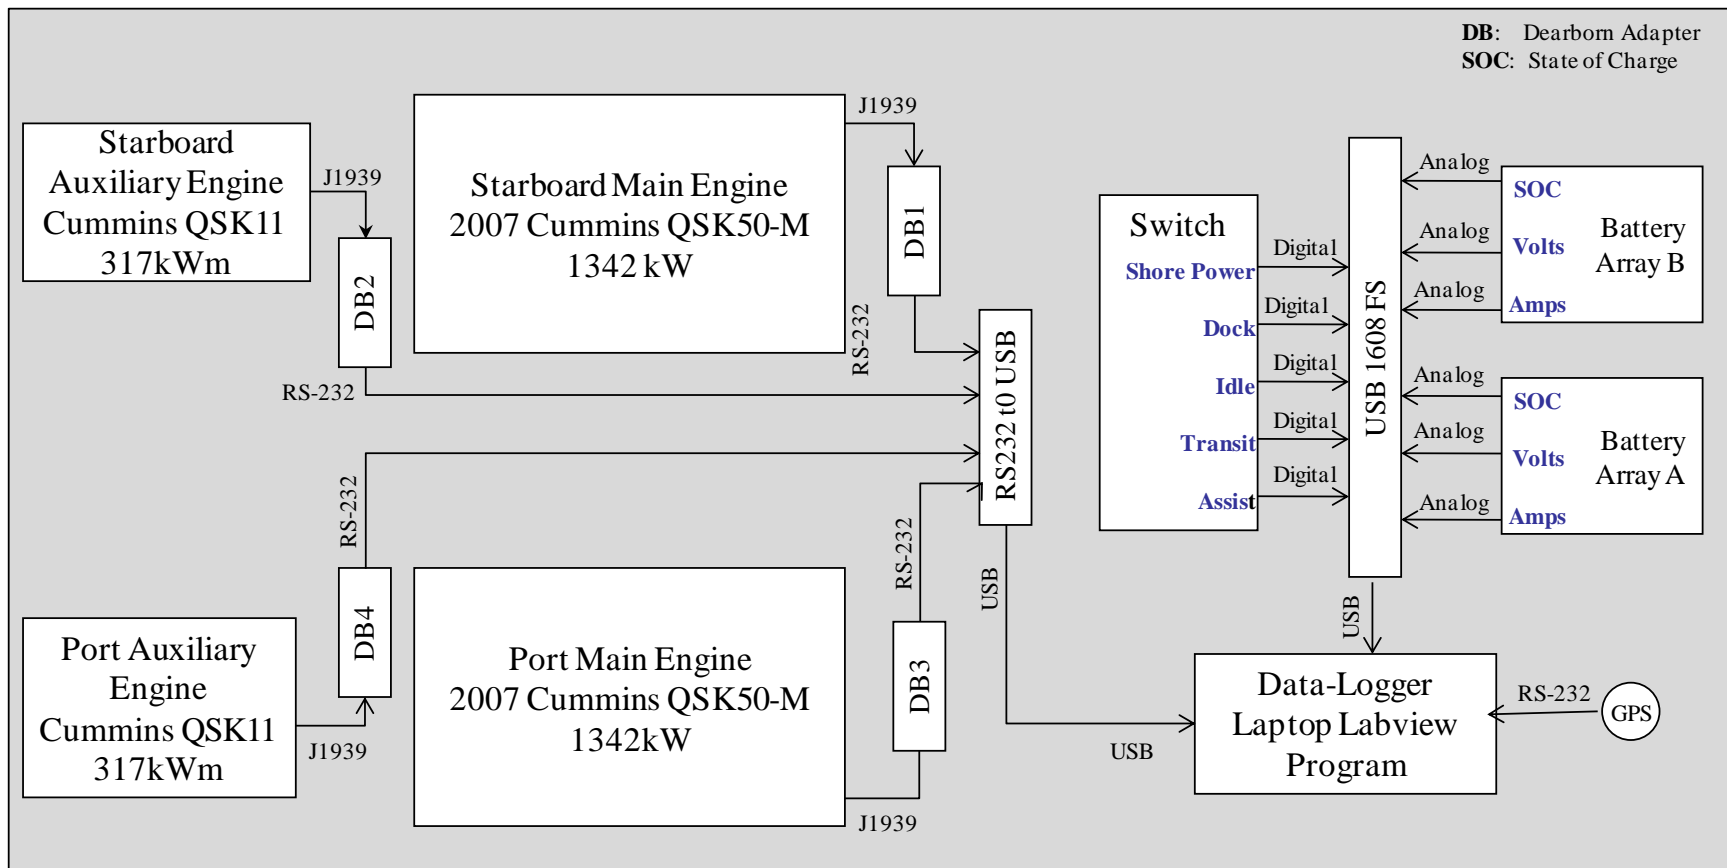 DB: Dearborn Adapter
SOC: State of Charge
Starboard
Auxiliary Engine
Cummins QSK11
317kWm
J1939
DB2
RS-232
Starboard Main Engine
2007 Cummins QSK50-M
1342 kW
J1939
DB1
RS-232
RS232 t0 USB
Port Auxiliary
Engine
Cummins QSK11
317kWm
J1939
DB4
RS-232
Port Main Engine
2007 Cummins QSK50-M
1342kW
J1939
DB3
RS-232
USB
USB
Switch
Shore Power
Dock
Idle
Transit
Assist
Digital
Digital
Digital
Digital
Digital
USB 1608 FS
Analog
Analog
Analog
SOC
Volts
Amps
Battery
Array B
Analog
Analog
Analog
SOC
Volts
Amps
Battery
Array A
USB
Data-Logger
Laptop Labview
Program
RS-232
GPS